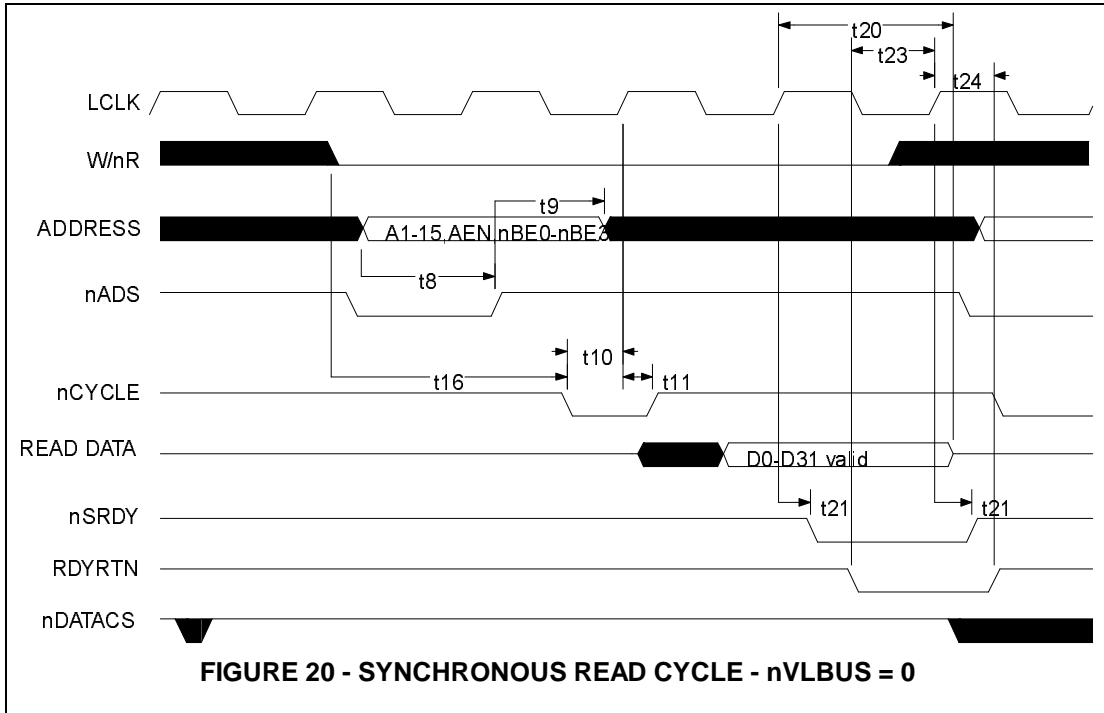 t20
t23
t24
LCLK
W/nR
t9
ADDRESS
A1-15,AEN,nBE0-nBE3
t8
nADS
t10
t16
t11
nCYCLE
READ DATA
D0-D31 valid
nSRDY
t21
t21
RDYRTN
nDATACS
FIGURE 20 - SYNCHRONOUS READ CYCLE - nVLBUS = 0